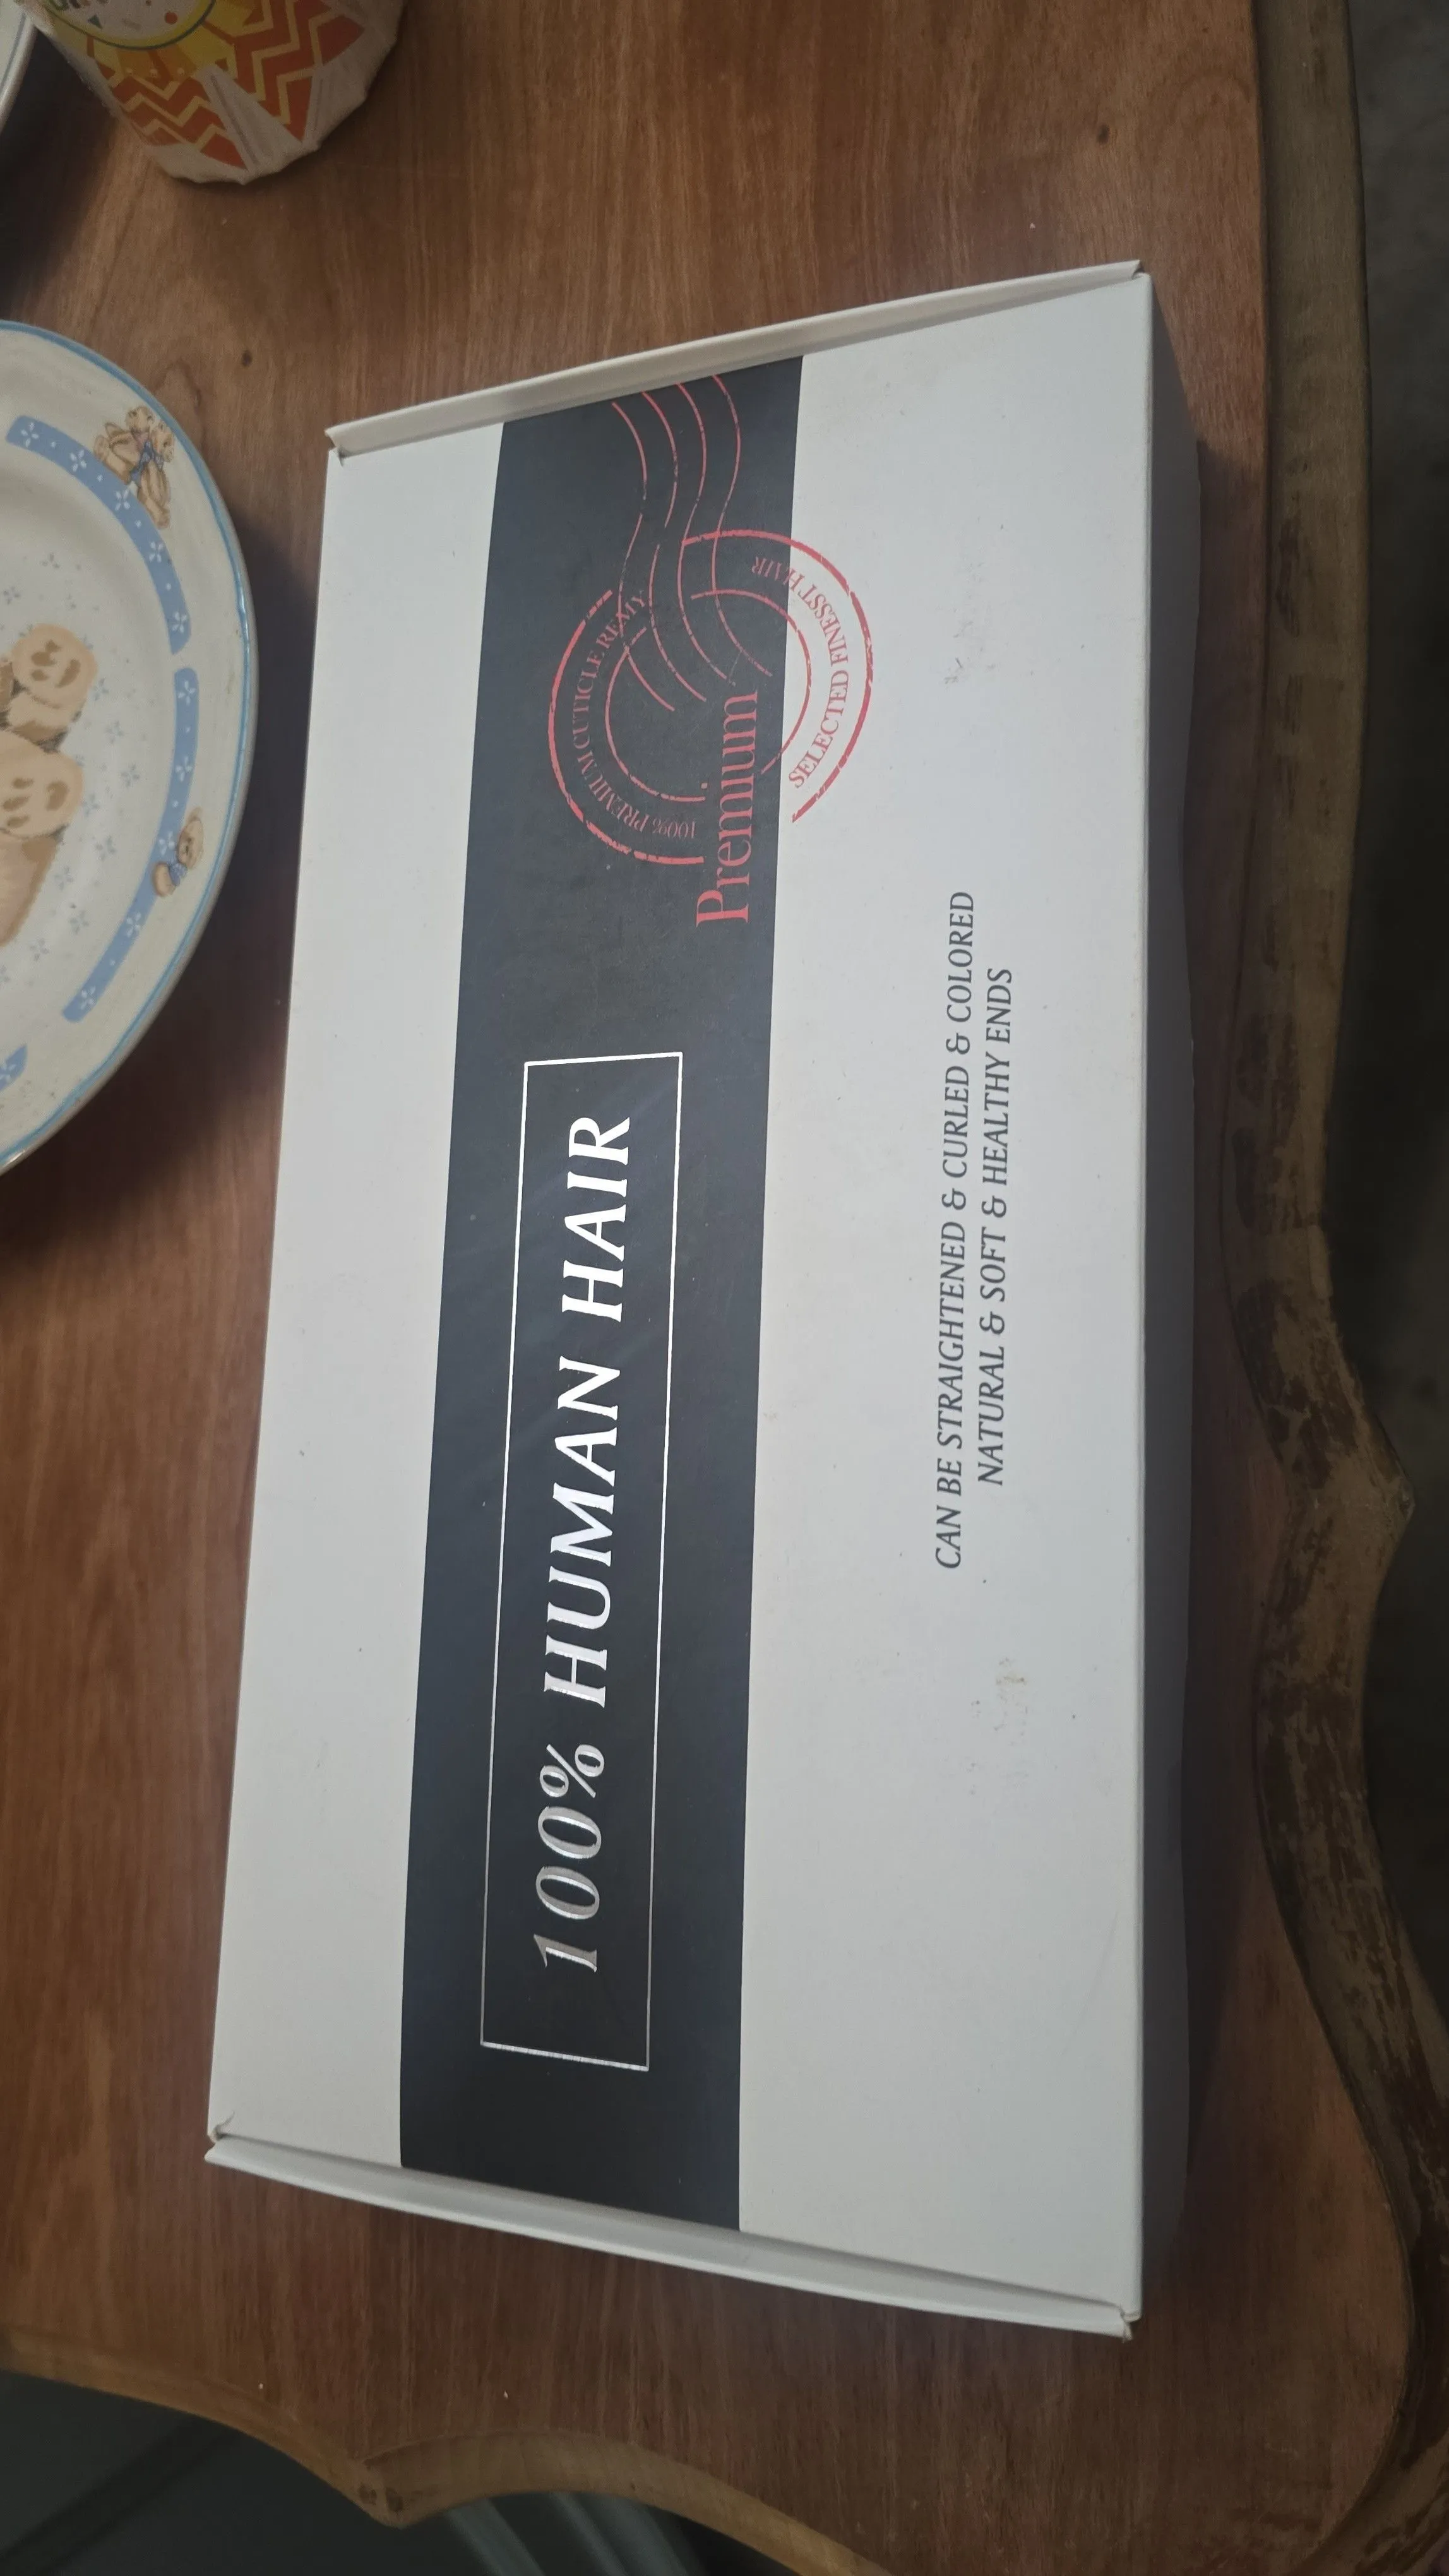 100% HUMAN HAIR
100% PREMIUM CUTICLE REMY
Premium
SELECTED FINESST HAIR
CAN BE STRAIGHTENED & CURLED & COLORED
NATURAL & SOFT & HEALTHY ENDS